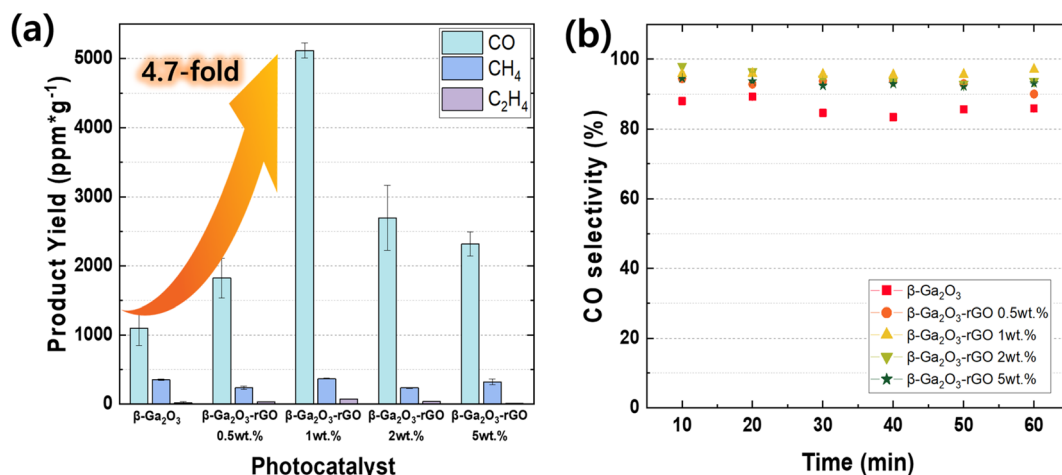 (a)
4.7-fold
CO
CH₄
C₂H₄
Product Yield (ppm*g⁻¹)
5000
4000
3000
2000
1000
0
β-Ga₂O₃
β-Ga₂O₃-rGO
0.5wt.%
β-Ga₂O₃-rGO
1wt.%
β-Ga₂O₃-rGO
2wt.%
β-Ga₂O₃-rGO
5wt.%
Photocatalyst
(b)
CO selectivity (%)
100
80
60
40
20
0
β-Ga₂O₃
β-Ga₂O₃-rGO 0.5wt.%
β-Ga₂O₃-rGO 1wt.%
β-Ga₂O₃-rGO 2wt.%
β-Ga₂O₃-rGO 5wt.%
10 20 30 40 50 60
Time (min)